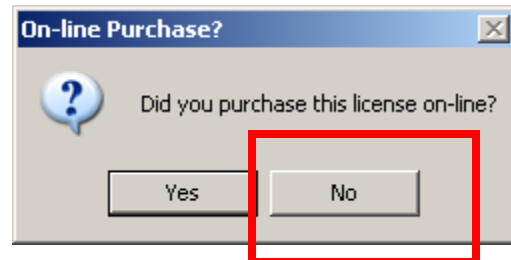 On-line Purchase?
Did you purchase this license on-line?
Yes No